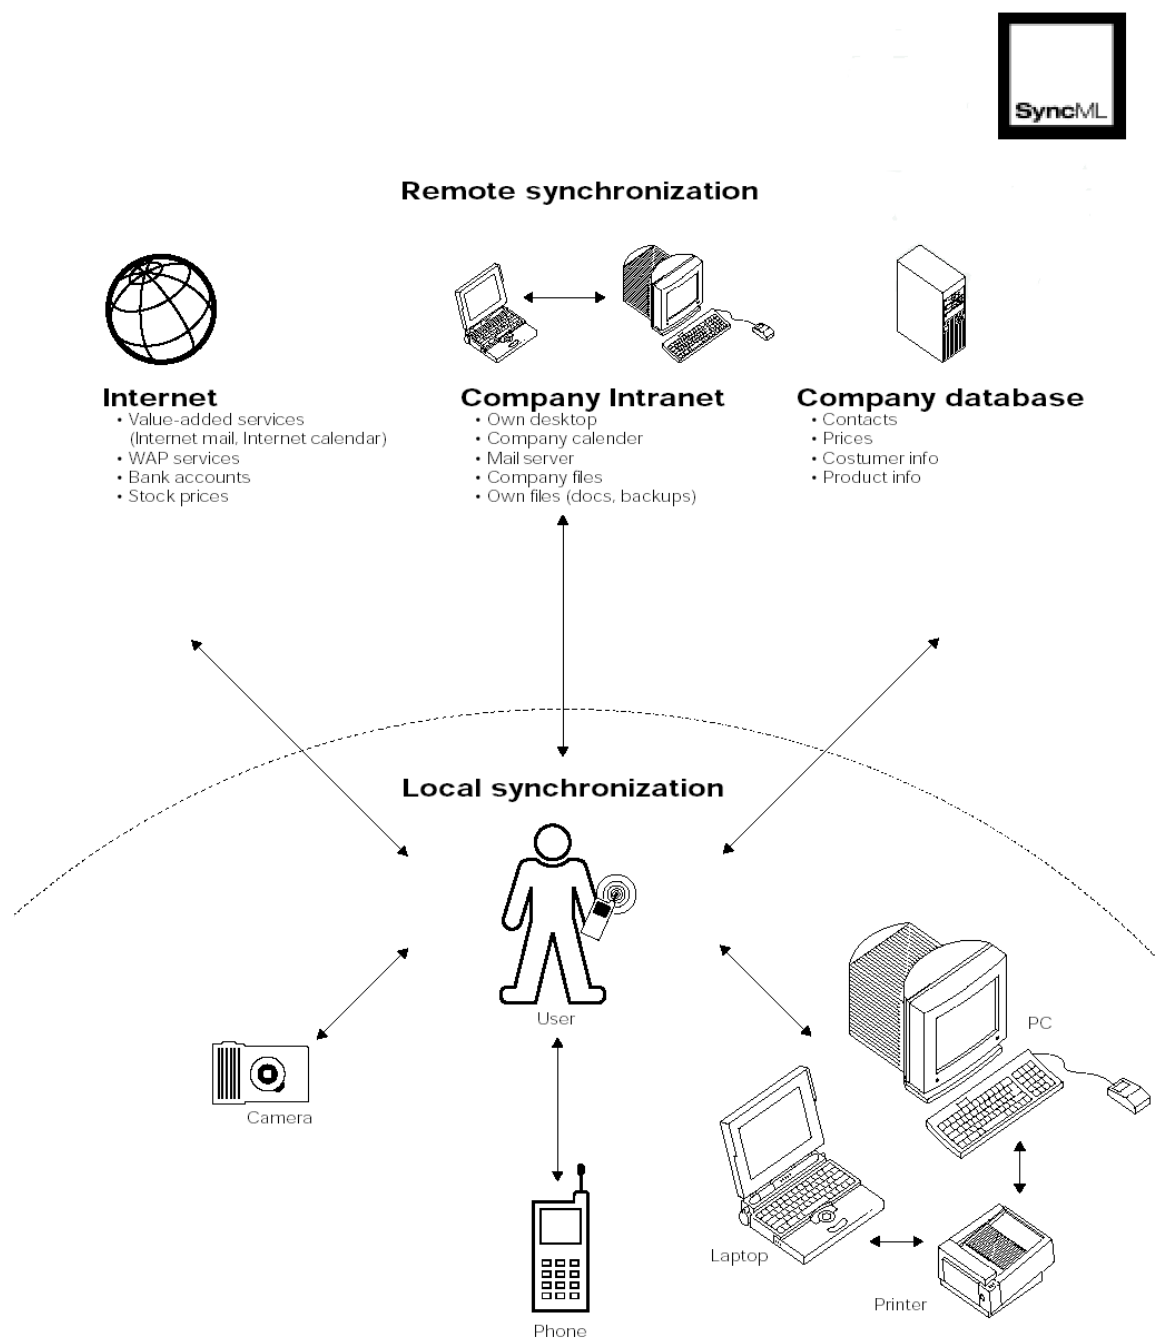 SyncML
Remote synchronization
Internet
• Value-added services
(Internet mail, Internet calendar)
• WAP services
• Bank accounts
• Stock prices
Company Intranet
• Own desktop
• Company calender
• Mail server
• Company files
• Own files (docs, backups)
Company database
• Contacts
• Prices
• Costumer info
• Product info
Local synchronization
User
PC
Camera
Laptop
Printer
Phone